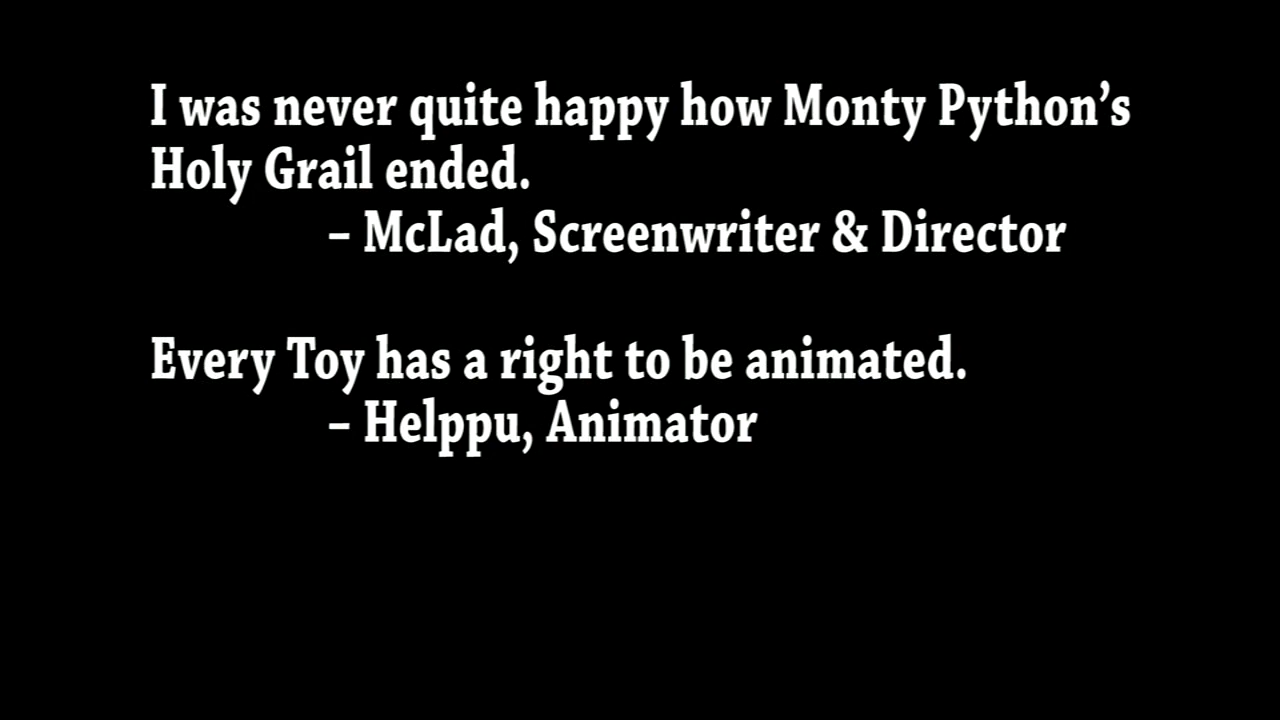 I was never quite happy how Monty Python’s
Holy Grail ended.
– McLad, Screenwriter & Director
Every Toy has a right to be animated.
– Helppu, Animator